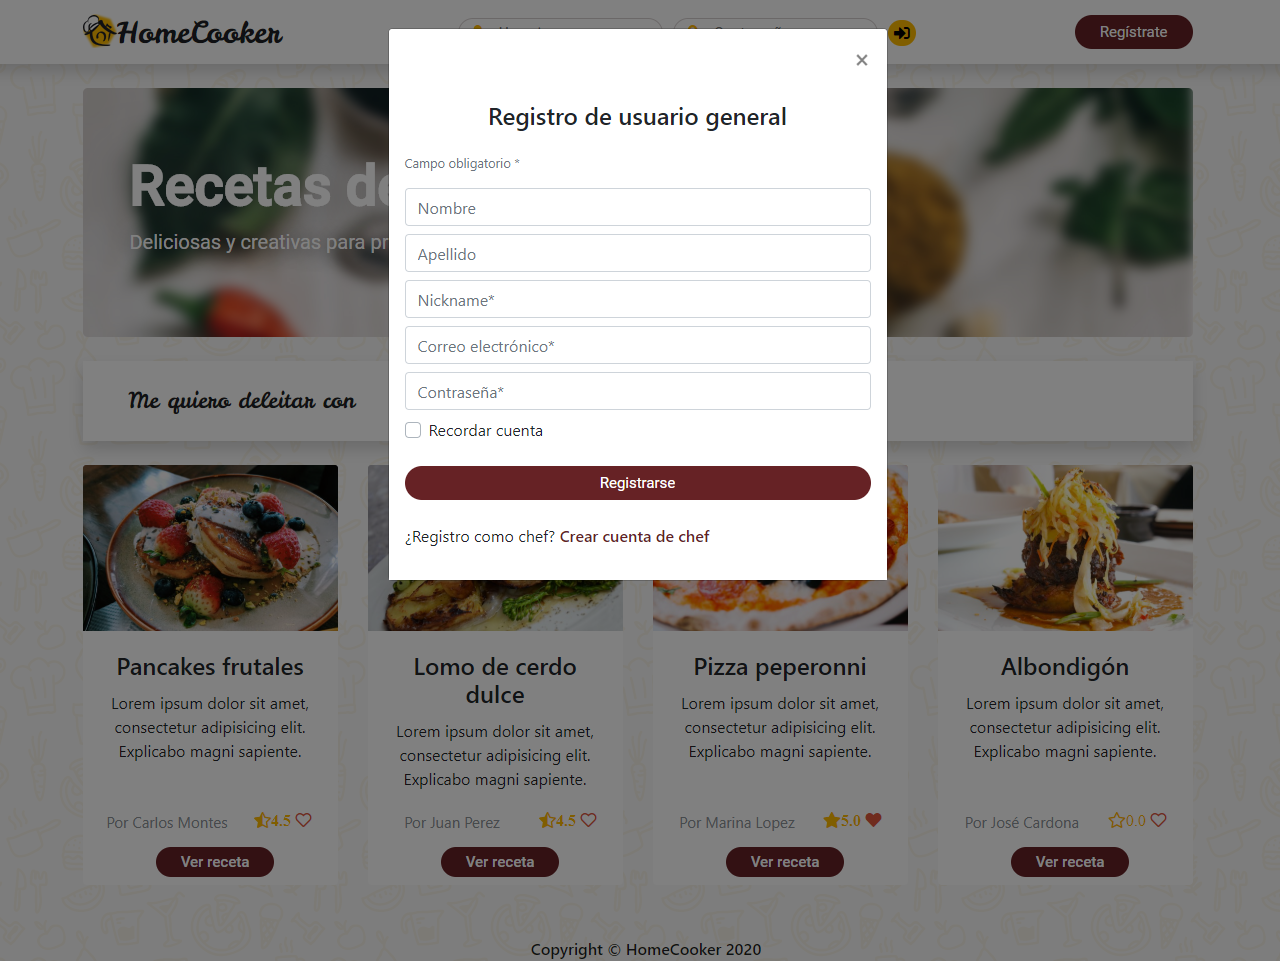 HomeCooker
Regístrate
Recetas de
Deliciosas y creativas para pr
×
Registro de usuario general
Campo obligatorio *
Nombre
Apellido
Nickname*
Correo electrónico*
Contraseña*
Recordar cuenta
Registrarse
¿Registro como chef? Crear cuenta de chef
Me quiero deleitar con
Pancakes frutales
Lorem ipsum dolor sit amet,
consectetur adipisicing elit.
Explicabo magni sapiente.
Por Carlos Montes 4.5
Ver receta
Lomo de cerdo
dulce
Lorem ipsum dolor sit amet,
consectetur adipisicing elit.
Explicabo magni sapiente.
Por Juan Perez 4.5
Ver receta
Pizza peperonni
Lorem ipsum dolor sit amet,
consectetur adipisicing elit.
Explicabo magni sapiente.
Por Marina Lopez 5.0
Ver receta
Albondigón
Lorem ipsum dolor sit amet,
consectetur adipisicing elit.
Explicabo magni sapiente.
Por José Cardona 0.0
Ver receta
Copyright © HomeCooker 2020